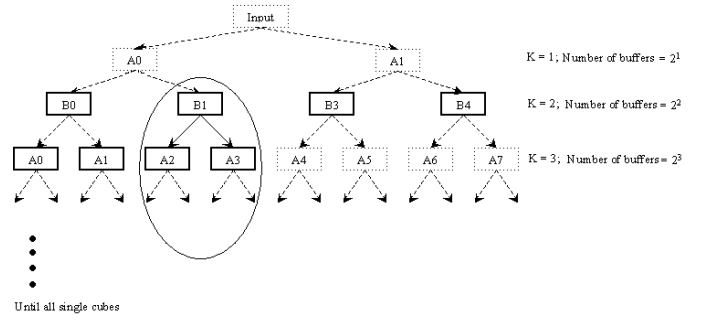 Input
A0
A1
K = 1; Number of buffers = 2^1
B0
B1
B3
B4
K = 2; Number of buffers = 2^2
A0
A1
A2
A3
A4
A5
A6
A7
K = 3; Number of buffers = 2^3
Until all single cubes